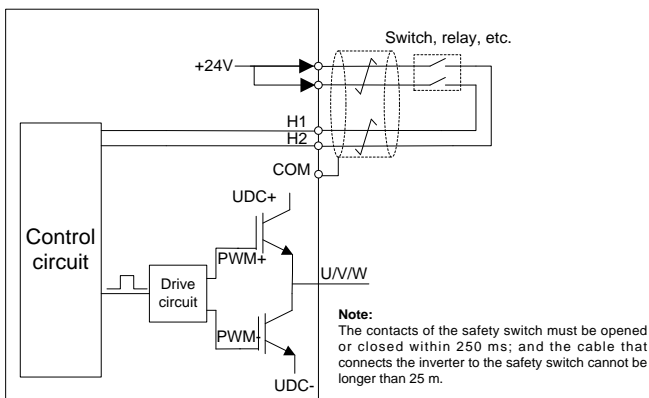 Switch, relay, etc.
+24V
H1
H2
COM
UDC+
Control
circuit
PWM+
Drive
circuit
U/V/W
PWM-
UDC-
Note:
The contacts of the safety switch must be opened
or closed within 250 ms; and the cable that
connects the inverter to the safety switch cannot be
longer than 25 m.